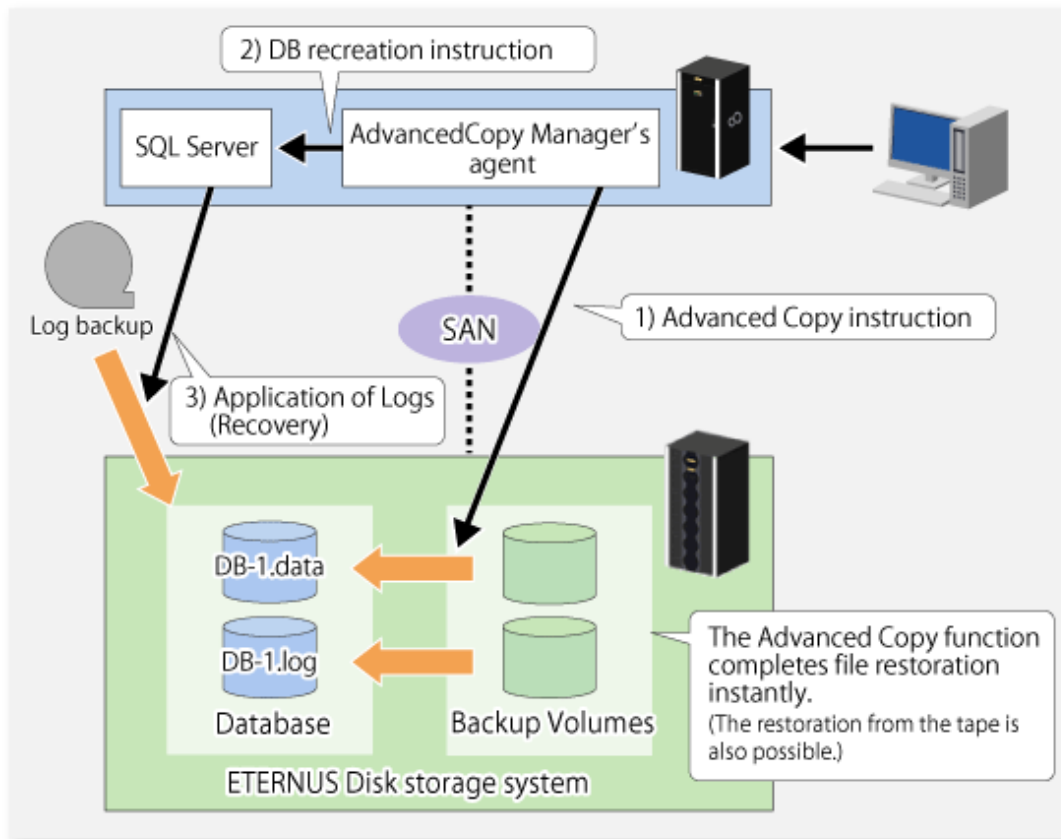 2) DB recreation instruction
SQL Server
AdvancedCopy Manager's
agent
Log backup
SAN
1) Advanced Copy instruction
3) Application of Logs
(Recovery)
DB-1.data
DB-1.log
Database
Backup Volumes
The Advanced Copy function
completes file restoration
instantly.
(The restoration from the tape is
also possible.)
ETERNUS Disk storage system